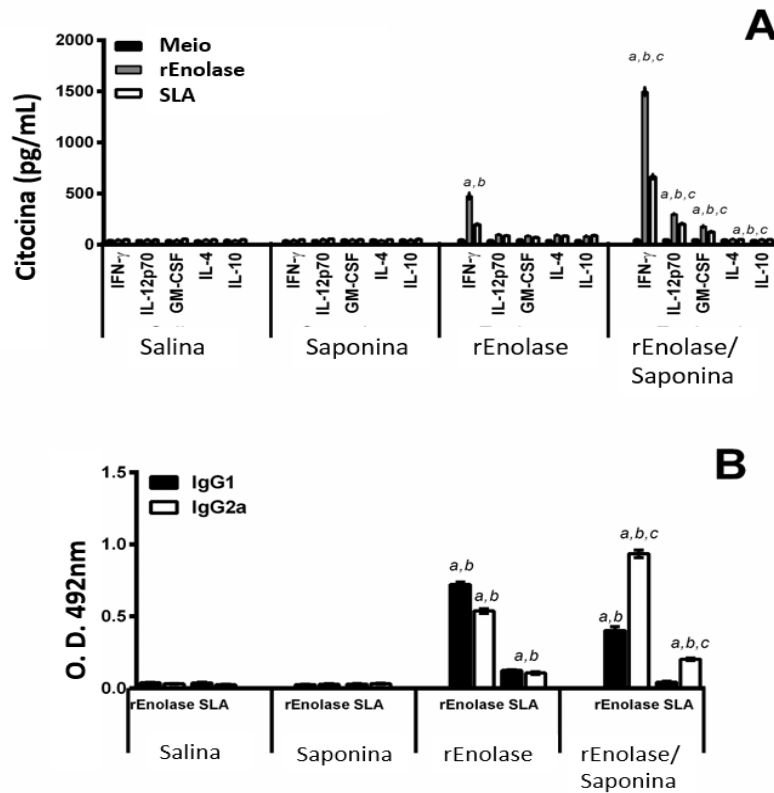 A
2000
1500
1000
500
0
Citocina (pg/mL)
Meio
rEnolase
SLA
a,b
a,b,c
a,b,c
a,b,c
a,b,c
IFN-γ IL-12p70 GM-CSF IL-4 IL-10 IFN-γ IL-12p70 GM-CSF IL-4 IL-10 IFN-γ IL-12p70 GM-CSF IL-4 IL-10 IFN-γ IL-12p70 GM-CSF IL-4 IL-10
Salina Saponina rEnolase rEnolase/
Saponina
B
1.5
1.0
0.5
0.0
O. D. 492nm
IgG1
IgG2a
a,b
a,b
a,b
a,b
a,b,c
a,b,c
rEnolase SLA rEnolase SLA rEnolase SLA rEnolase SLA
Salina Saponina rEnolase rEnolase/
Saponina